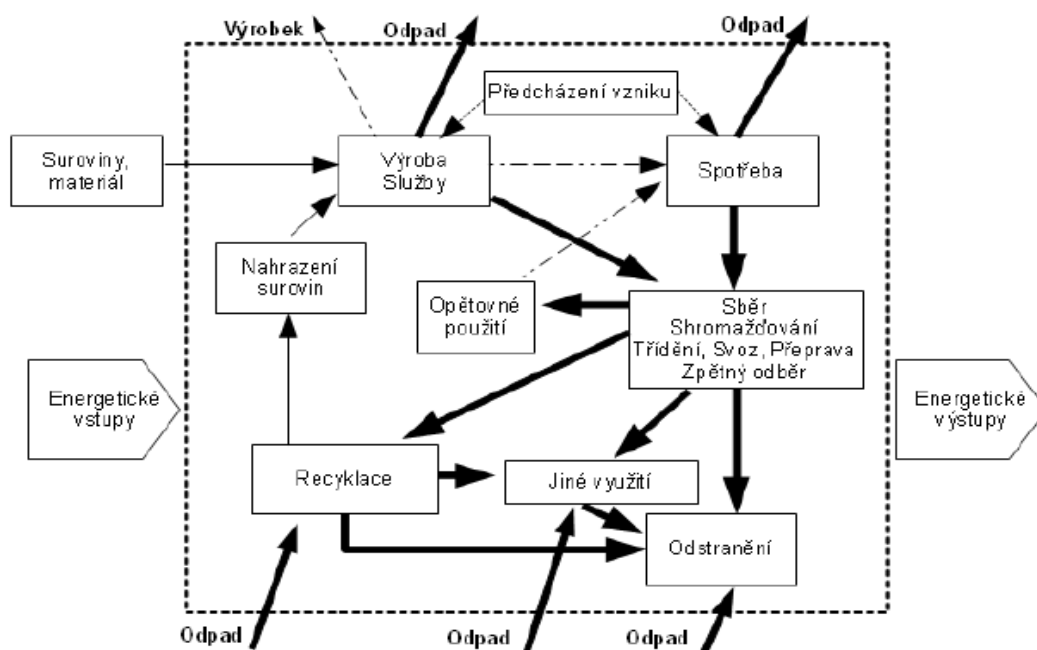 Výrobek
Odpad
Odpad
Předcházení vzniku
Suroviny,
materiál
Výroba
Služby
Spotřeba
Nahrazení
surovin
Opětovné
použití
Sběr
Shromažďování
Třídění, Svoz, Přeprava
Zpětný odběr
Energetické
vstupy
Energetické
výstupy
Recyklace
Jiné využití
Odstranění
Odpad
Odpad
Odpad